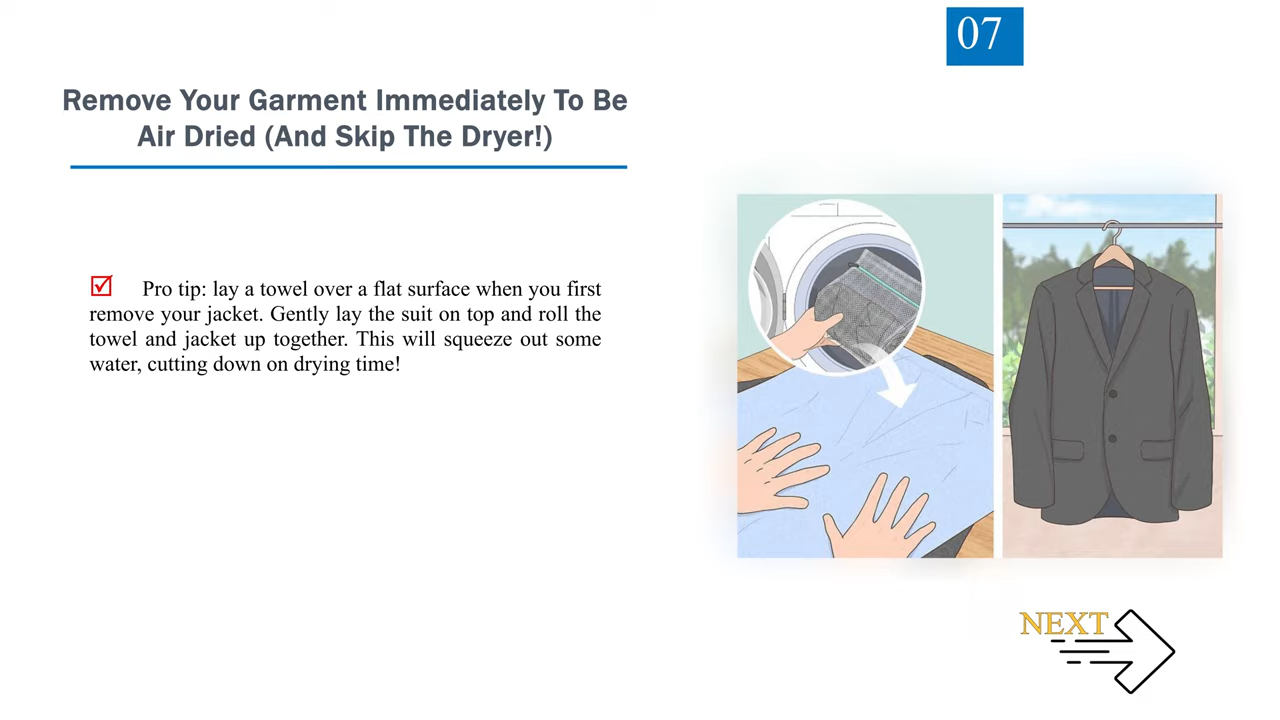 07
Remove Your Garment Immediately To Be
Air Dried (And Skip The Dryer!)
Pro tip: lay a towel over a flat surface when you first
remove your jacket. Gently lay the suit on top and roll the
towel and jacket up together. This will squeeze out some
water, cutting down on drying time!
NEXT